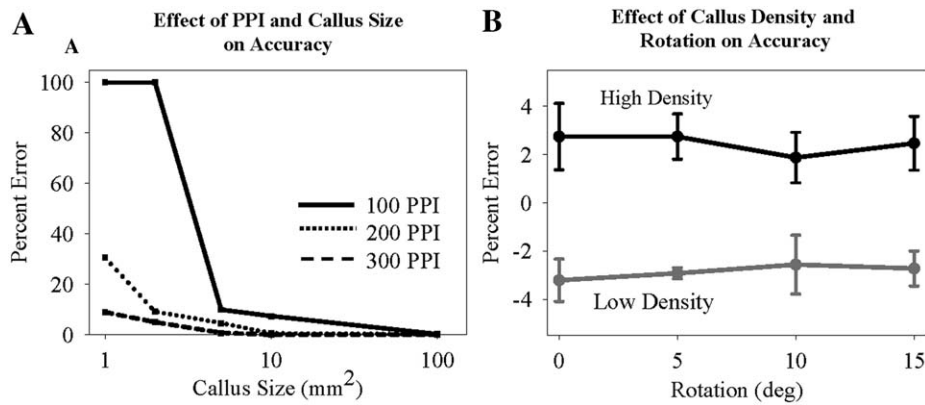 A
A
Effect of PPI and Callus Size
on Accuracy
Percent Error
100
80
60
40
20
0
100 PPI
200 PPI
300 PPI
1
10
100
Callus Size (mm²)
B
Effect of Callus Density and
Rotation on Accuracy
Percent Error
4
2
0
-2
-4
High Density
Low Density
0
5
10
15
Rotation (deg)